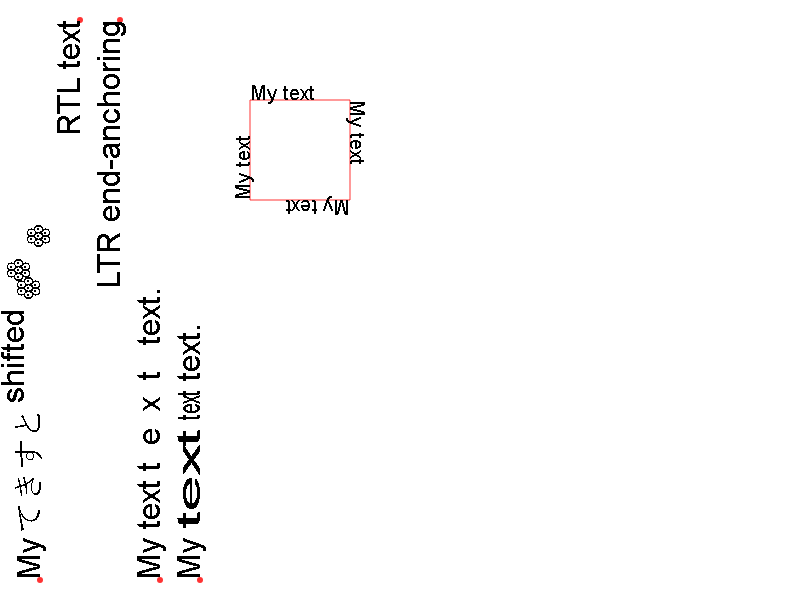 My てきすと shifted ꙮꙮꙮ
RTL text.
LTR end-anchoring.
My text t e x t text.
My text text text.
My text
My text
My text
My text